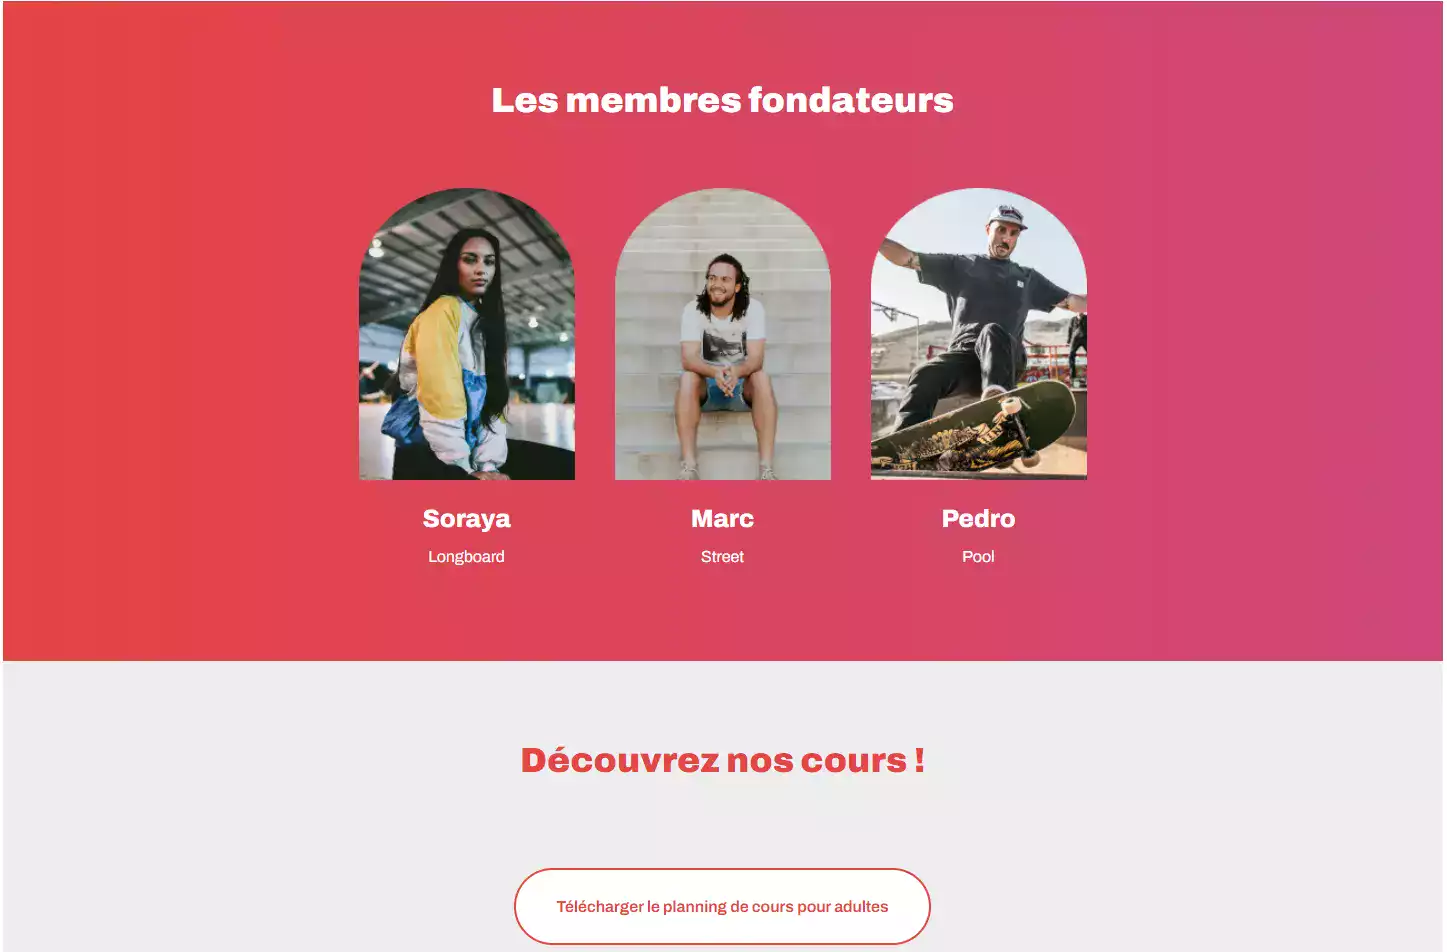 Les membres fondateurs
Soraya
Longboard
Marc
Street
Pedro
Pool
Découvrez nos cours !
Télécharger le planning de cours pour adultes